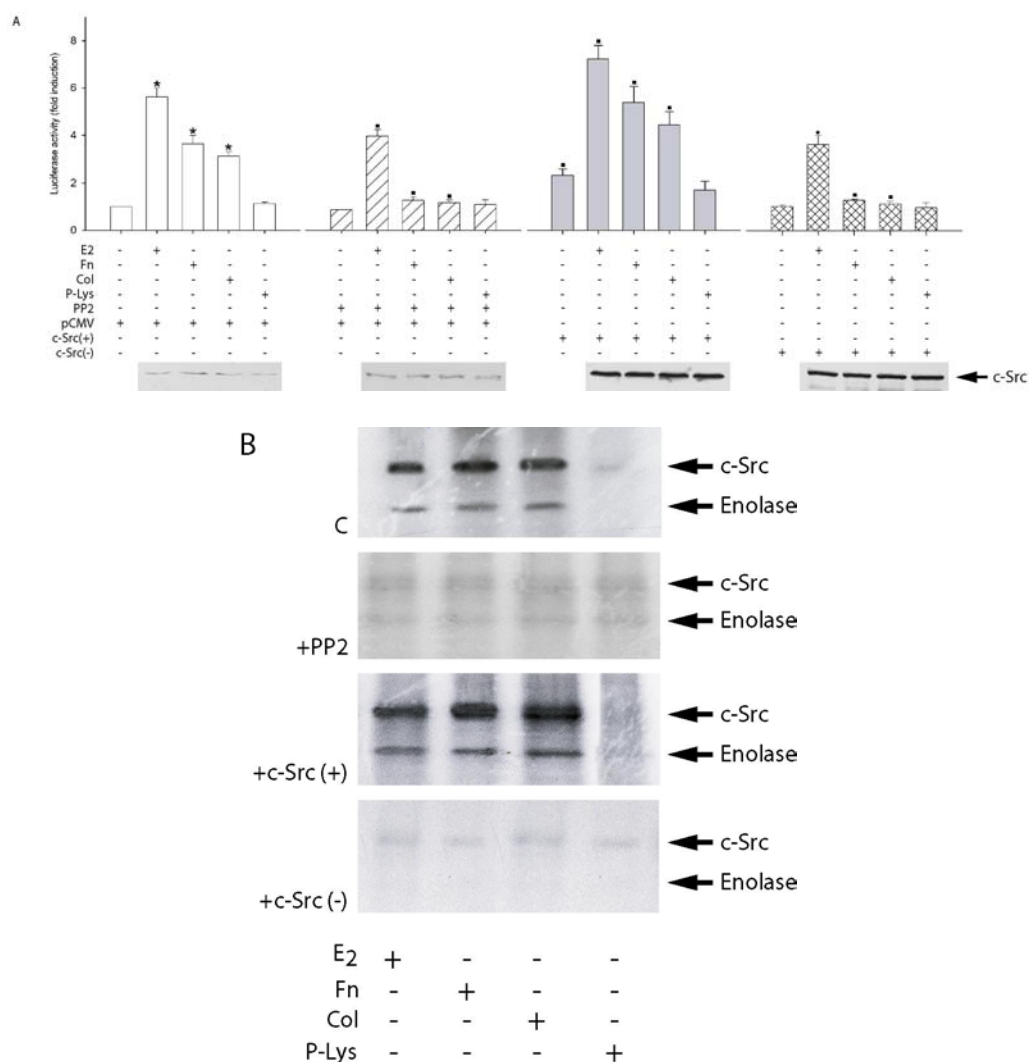 A
Luciferase activity (fold induction)
8
6
4
2
0
★ ★ ★
▪ ▪ ▪
▪ ▪ ▪ ▪
▪ ▪ ▪
E2 - + - - - - + - - - - + - - - - + - - -
Fn - - + - - - - + - - - - + - - - - + - -
Col - - - + - - - - + - - - - + - - - - + -
P-Lys - - - - + - - - - + - - - - + - - - - +
PP2 - - - - - + + + + + - - - - - - - - - -
pCMV + + + + + + + + + + - - - - - - - - - -
c-Src(+) - - - - - - - - - - + + + + + - - - - -
c-Src(-) - - - - - - - - - - - - - - - + + + + +
c-Src
B
c-Src
Enolase
C
c-Src
Enolase
+PP2
c-Src
Enolase
+c-Src (+)
c-Src
Enolase
+c-Src (-)
E2 + - - -
Fn - + - -
Col - - + -
P-Lys - - - +